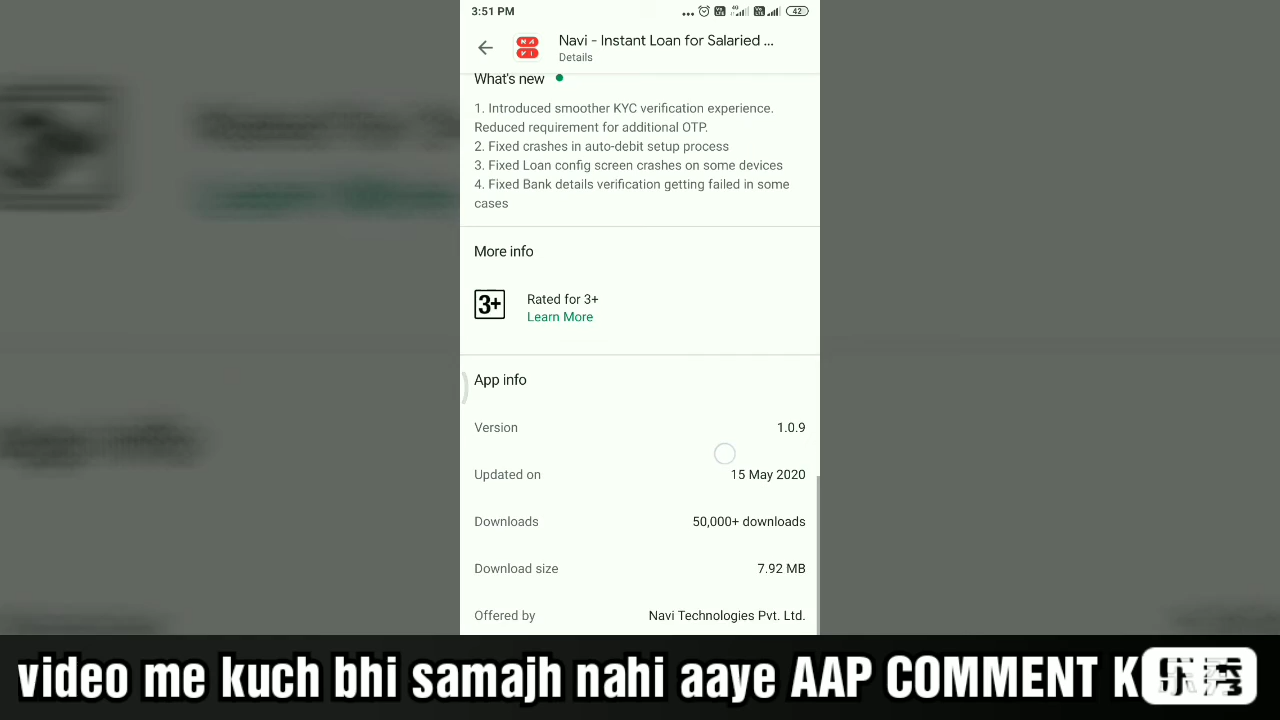 3:51 PM
4G
42
NAVI
Navi - Instant Loan for Salaried ...
Details
What's new
1. Introduced smoother KYC verification experience.
Reduced requirement for additional OTP.
2. Fixed crashes in auto-debit setup process
3. Fixed Loan config screen crashes on some devices
4. Fixed Bank details verification getting failed in some
cases
More info
3+
Rated for 3+
Learn More
App info
Version 1.0.9
Updated on 15 May 2020
Downloads 50,000+ downloads
Download size 7.92 MB
Offered by Navi Technologies Pvt. Ltd.
video me kuch bhi samajh nahi aaye AAP COMMENT K